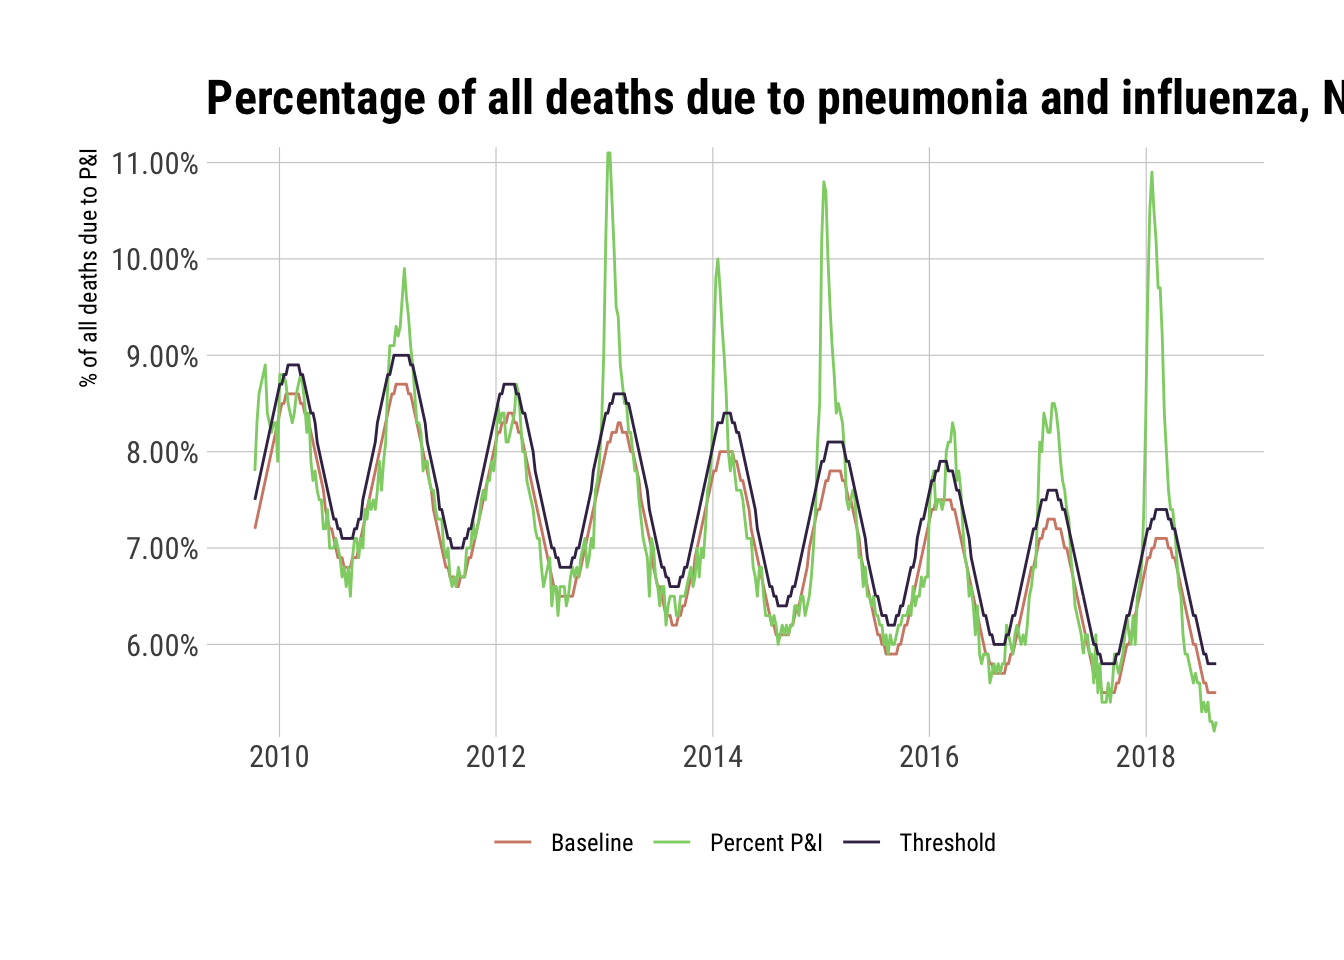 Percentage of all deaths due to pneumonia and influenza, N
% of all deaths due to P&I
11.00%
10.00%
9.00%
8.00%
7.00%
6.00%
2010 2012 2014 2016 2018
Baseline Percent P&I Threshold